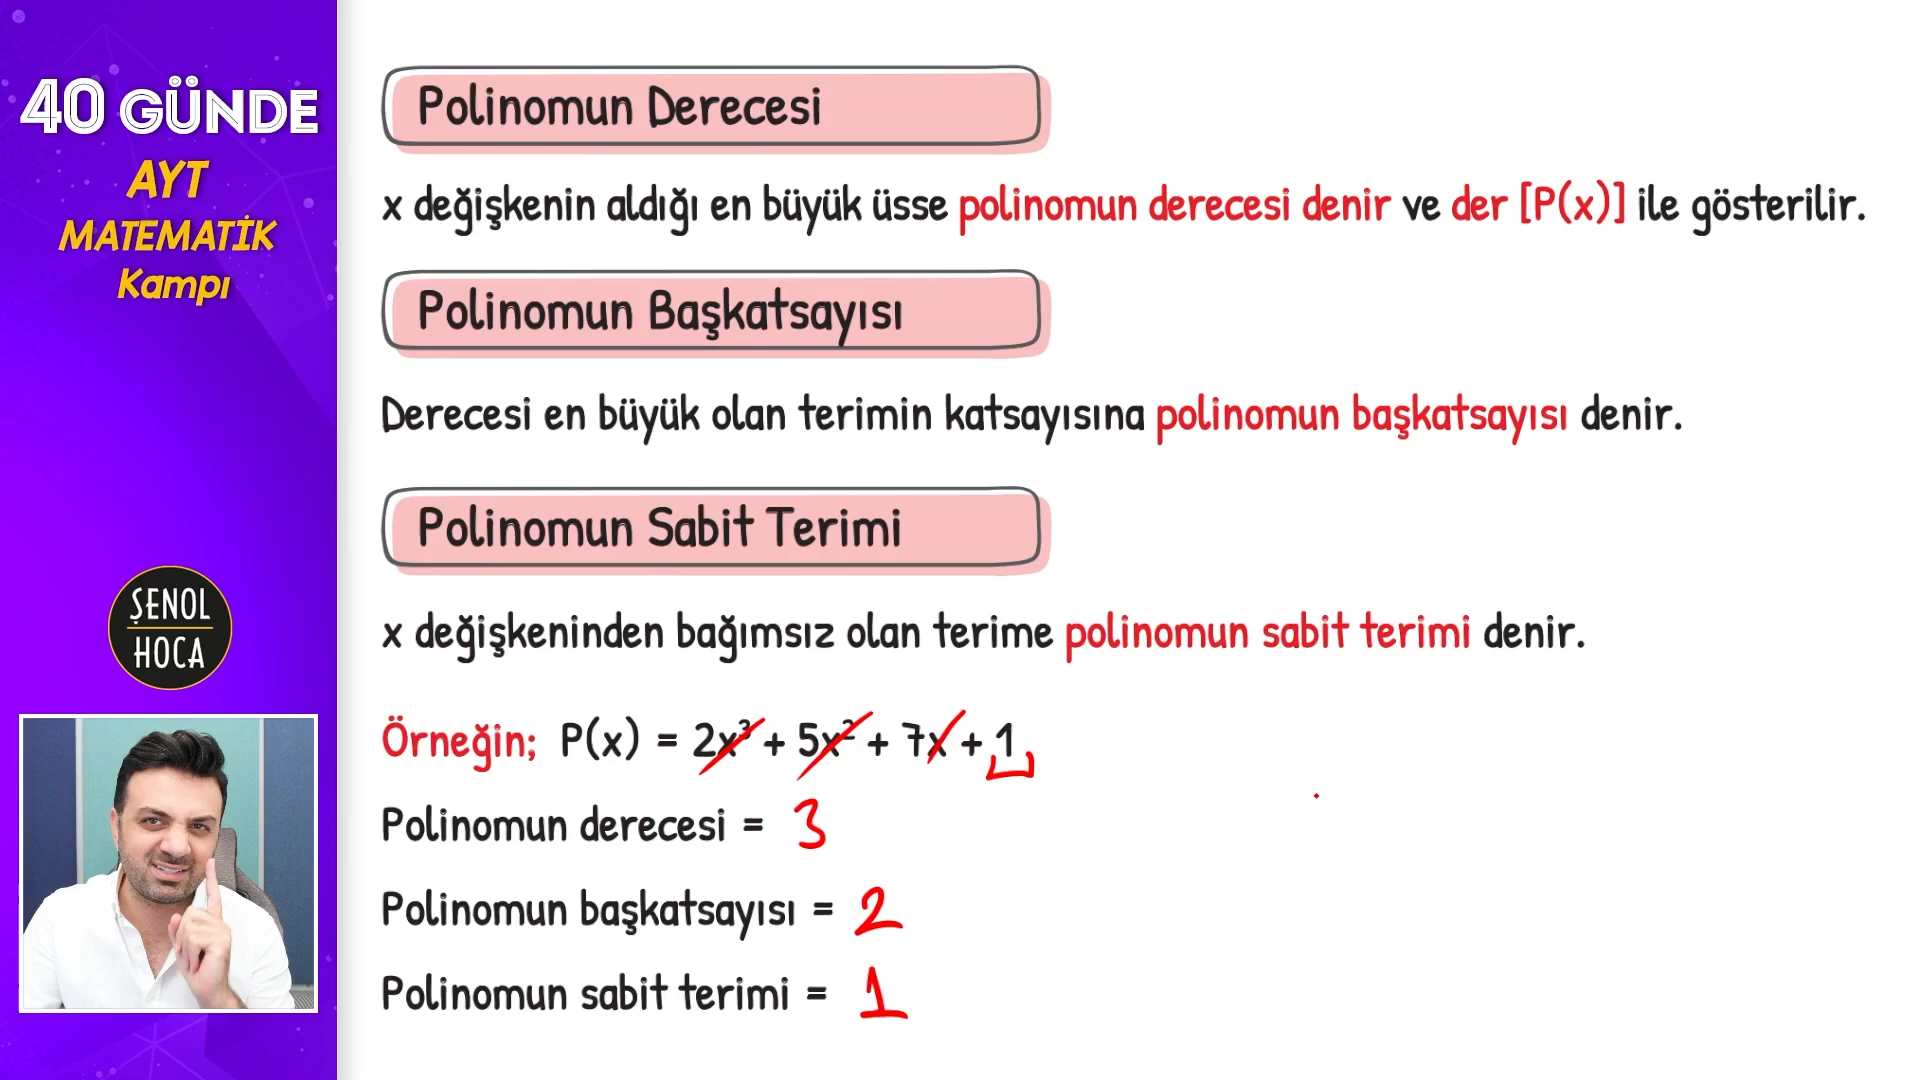 40 GÜNDE
AYT
MATEMATİK
Kampı
ŞENOL
HOCA
Polinomun Derecesi
x değişkenin aldığı en büyük üsse polinomun derecesi denir ve der [P(x)] ile gösterilir.
Polinomun Başkatsayısı
Derecesi en büyük olan terimin katsayısına polinomun başkatsayısı denir.
Polinomun Sabit Terimi
x değişkeninden bağımsız olan terime polinomun sabit terimi denir.
Örneğin; P(x) = 2x³ + 5x² + 7x + 1
Polinomun derecesi = 3
Polinomun başkatsayısı = 2
Polinomun sabit terimi = 1